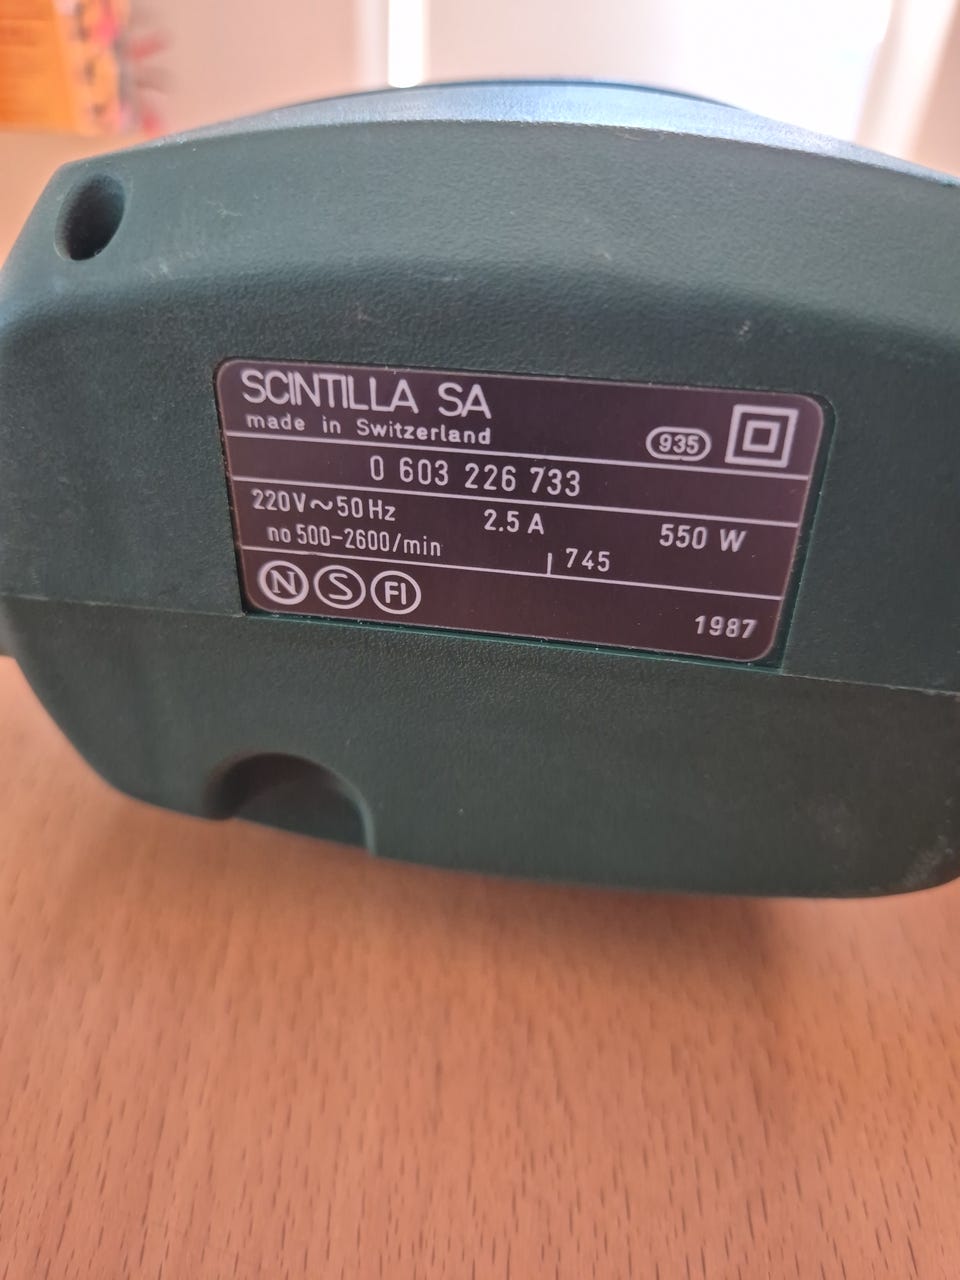 SCINTILLA SA
made in Switzerland
935
0 603 226 733
220V~50Hz 2.5 A 550 W
no 500-2600/min 745
N S FI
1987